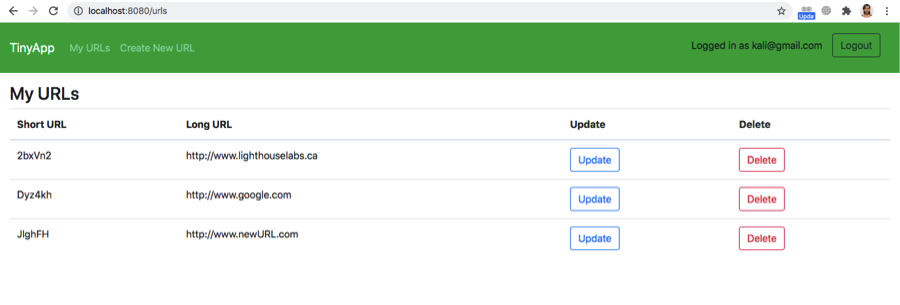 localhost:8080/urls
Upda
TinyApp My URLs Create New URL Logged in as kali@gmail.com Logout
My URLs
Short URL Long URL Update Delete
2bxVn2 http://www.lighthouselabs.ca Update Delete
Dyz4kh http://www.google.com Update Delete
JlghFH http://www.newURL.com Update Delete